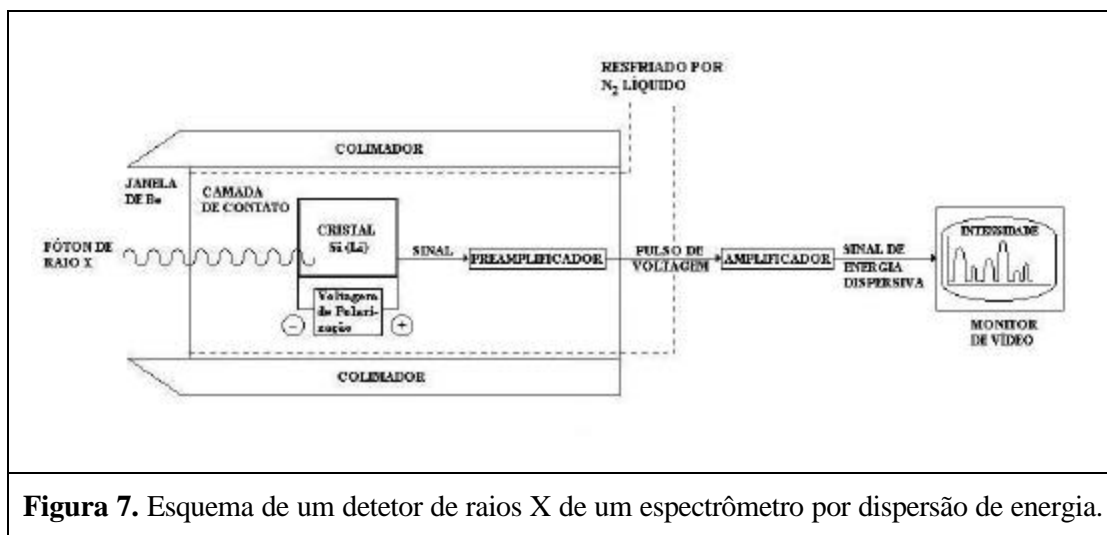 RESFRIADO POR
N₂ LÍQUIDO
COLIMADOR
JANELA
DE Be
CAMADA
DE CONTATO
CRISTAL
Si (Li)
FÓTON DE
RAIO X
SINAL
PREAMPLIFICADOR
PULSO DE
VOLTAGEM
AMPLIFICADOR
SINAL DE
ENERGIA
DISPERSIVA
INTENSIDADE
MONITOR
DE VÍDEO
Voltagem
de Polari-
zação
−
+
COLIMADOR
Figura 7. Esquema de um detetor de raios X de um espectrômetro por dispersão de energia.